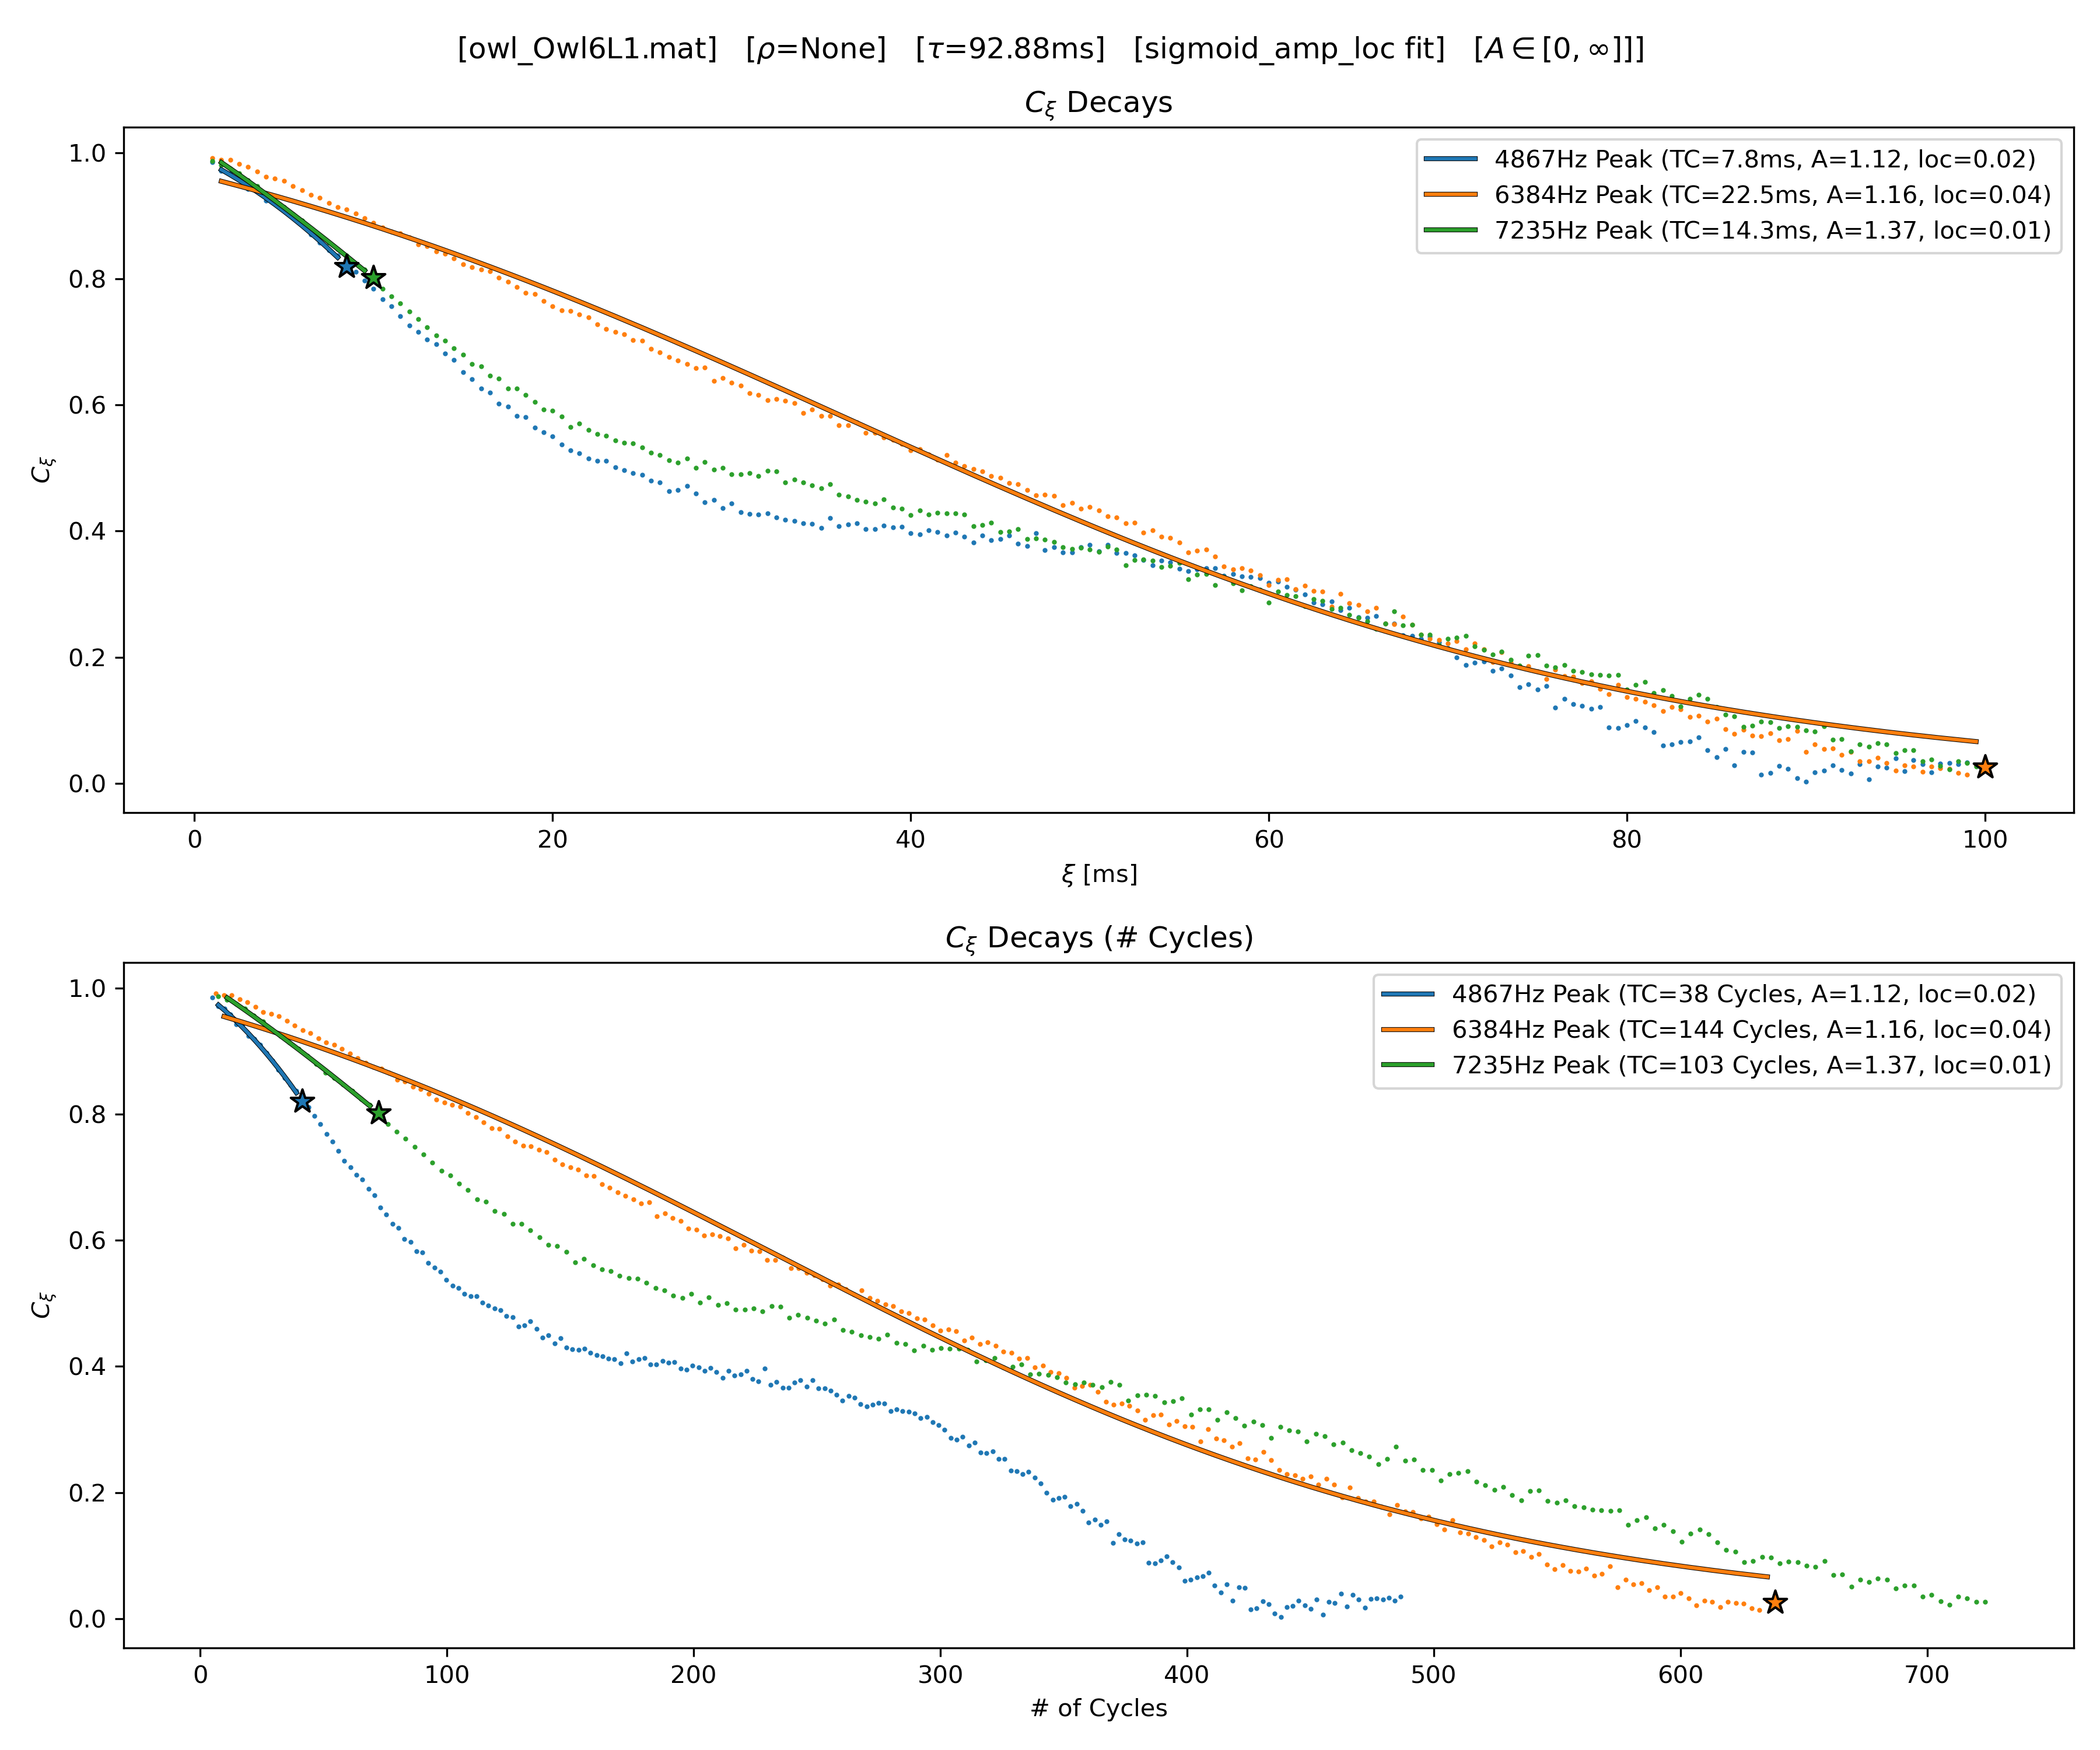 [owl_Owl6L1.mat] [ρ=None] [τ=92.88ms] [sigmoid_amp_loc fit] [A ∈ [0, ∞]]]
C_ξ Decays
1.0
0.8
0.6
0.4
0.2
0.0
C_ξ
4867Hz Peak (TC=7.8ms, A=1.12, loc=0.02)
6384Hz Peak (TC=22.5ms, A=1.16, loc=0.04)
7235Hz Peak (TC=14.3ms, A=1.37, loc=0.01)
0 20 40 60 80 100
ξ [ms]
C_ξ Decays (# Cycles)
1.0
0.8
0.6
0.4
0.2
0.0
C_ξ
4867Hz Peak (TC=38 Cycles, A=1.12, loc=0.02)
6384Hz Peak (TC=144 Cycles, A=1.16, loc=0.04)
7235Hz Peak (TC=103 Cycles, A=1.37, loc=0.01)
0 100 200 300 400 500 600 700
# of Cycles